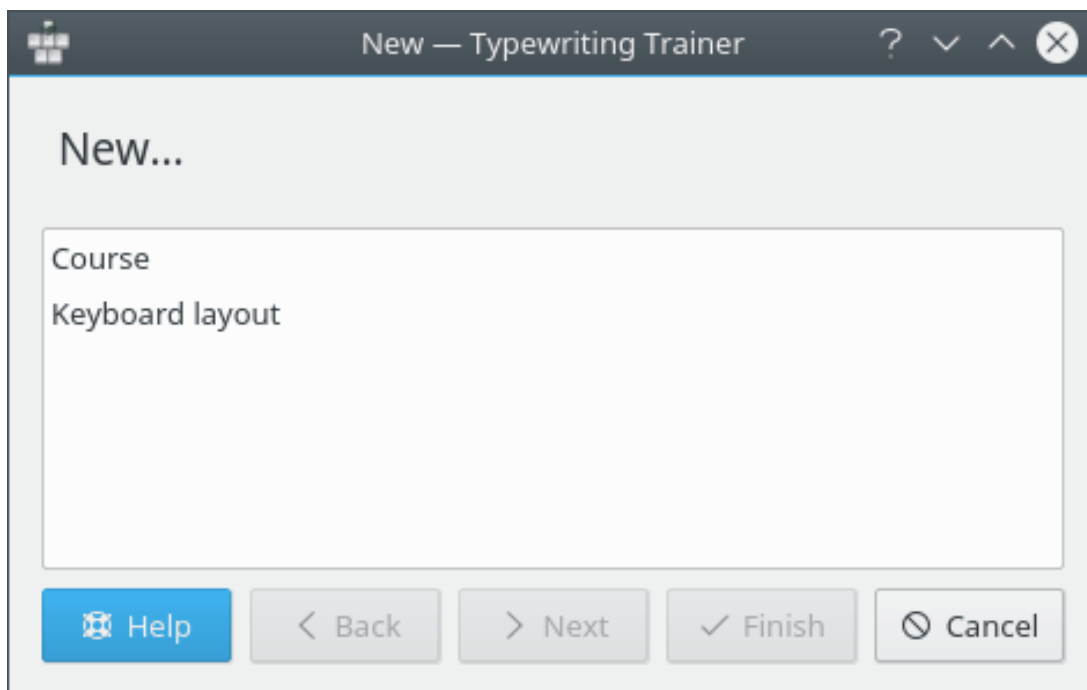 New — Typewriting Trainer
New...
Course
Keyboard layout
Help Back Next Finish Cancel